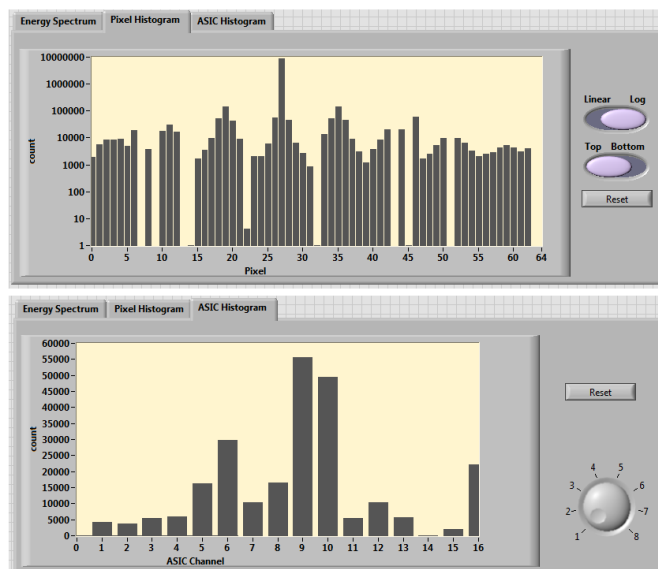 Energy Spectrum Pixel Histogram ASIC Histogram
10000000
1000000
100000
10000
1000
100
10
1
count
0 5 10 15 20 25 30 35 40 45 50 55 60 64
Pixel
Linear Log
Top Bottom
Reset
Energy Spectrum Pixel Histogram ASIC Histogram
60000
55000
50000
45000
40000
35000
30000
25000
20000
15000
10000
5000
0
count
0 1 2 3 4 5 6 7 8 9 10 11 12 13 14 15 16
ASIC Channel
Reset
1 2 3 4 5 6 7 8